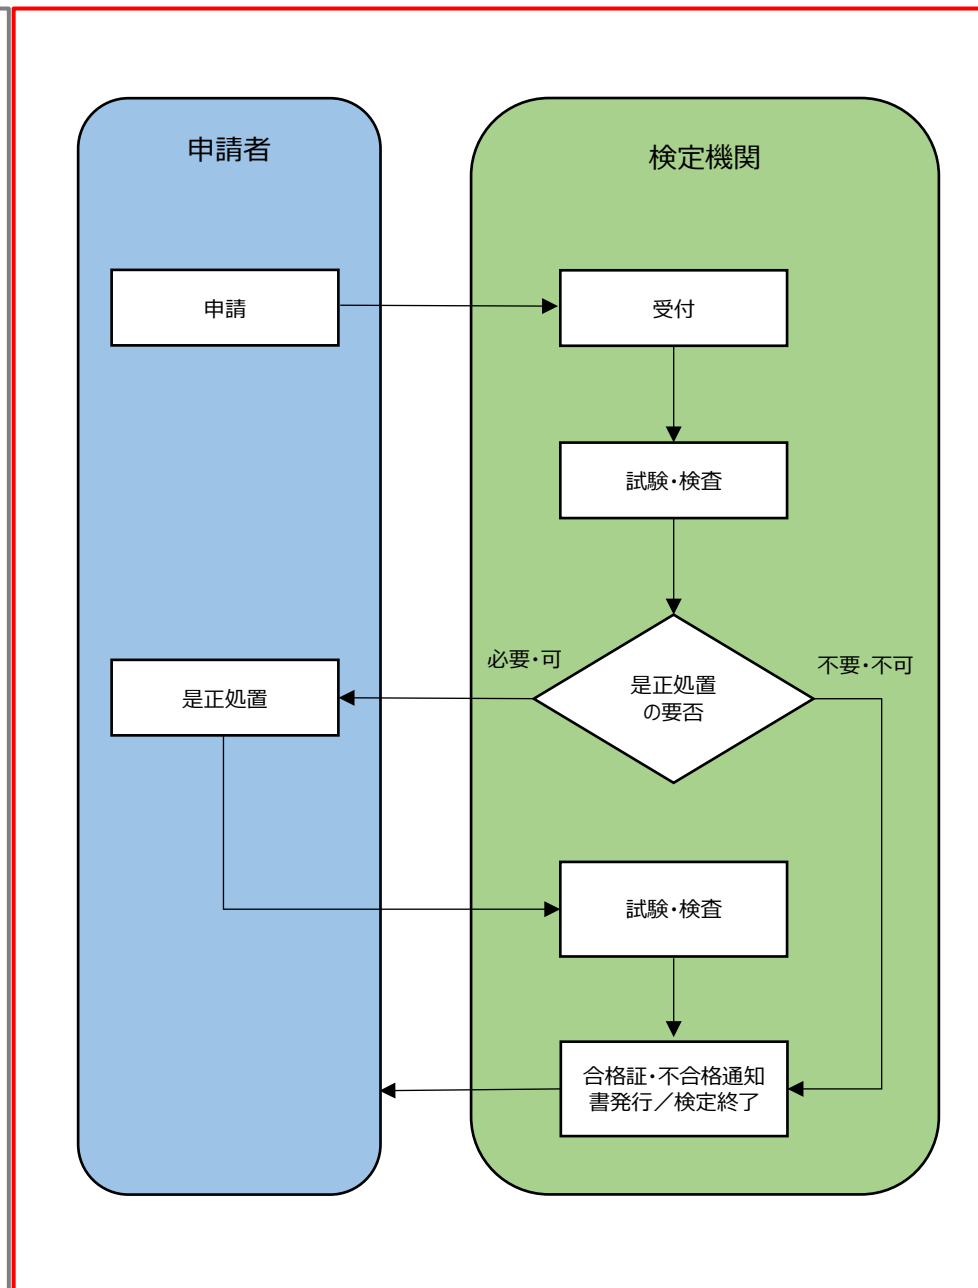 申請者
検定機関
申請
受付
試験・検査
必要・可
不要・不可
是正処置
是正処置
の要否
試験・検査
合格証・不合格通知
書発行／検定終了